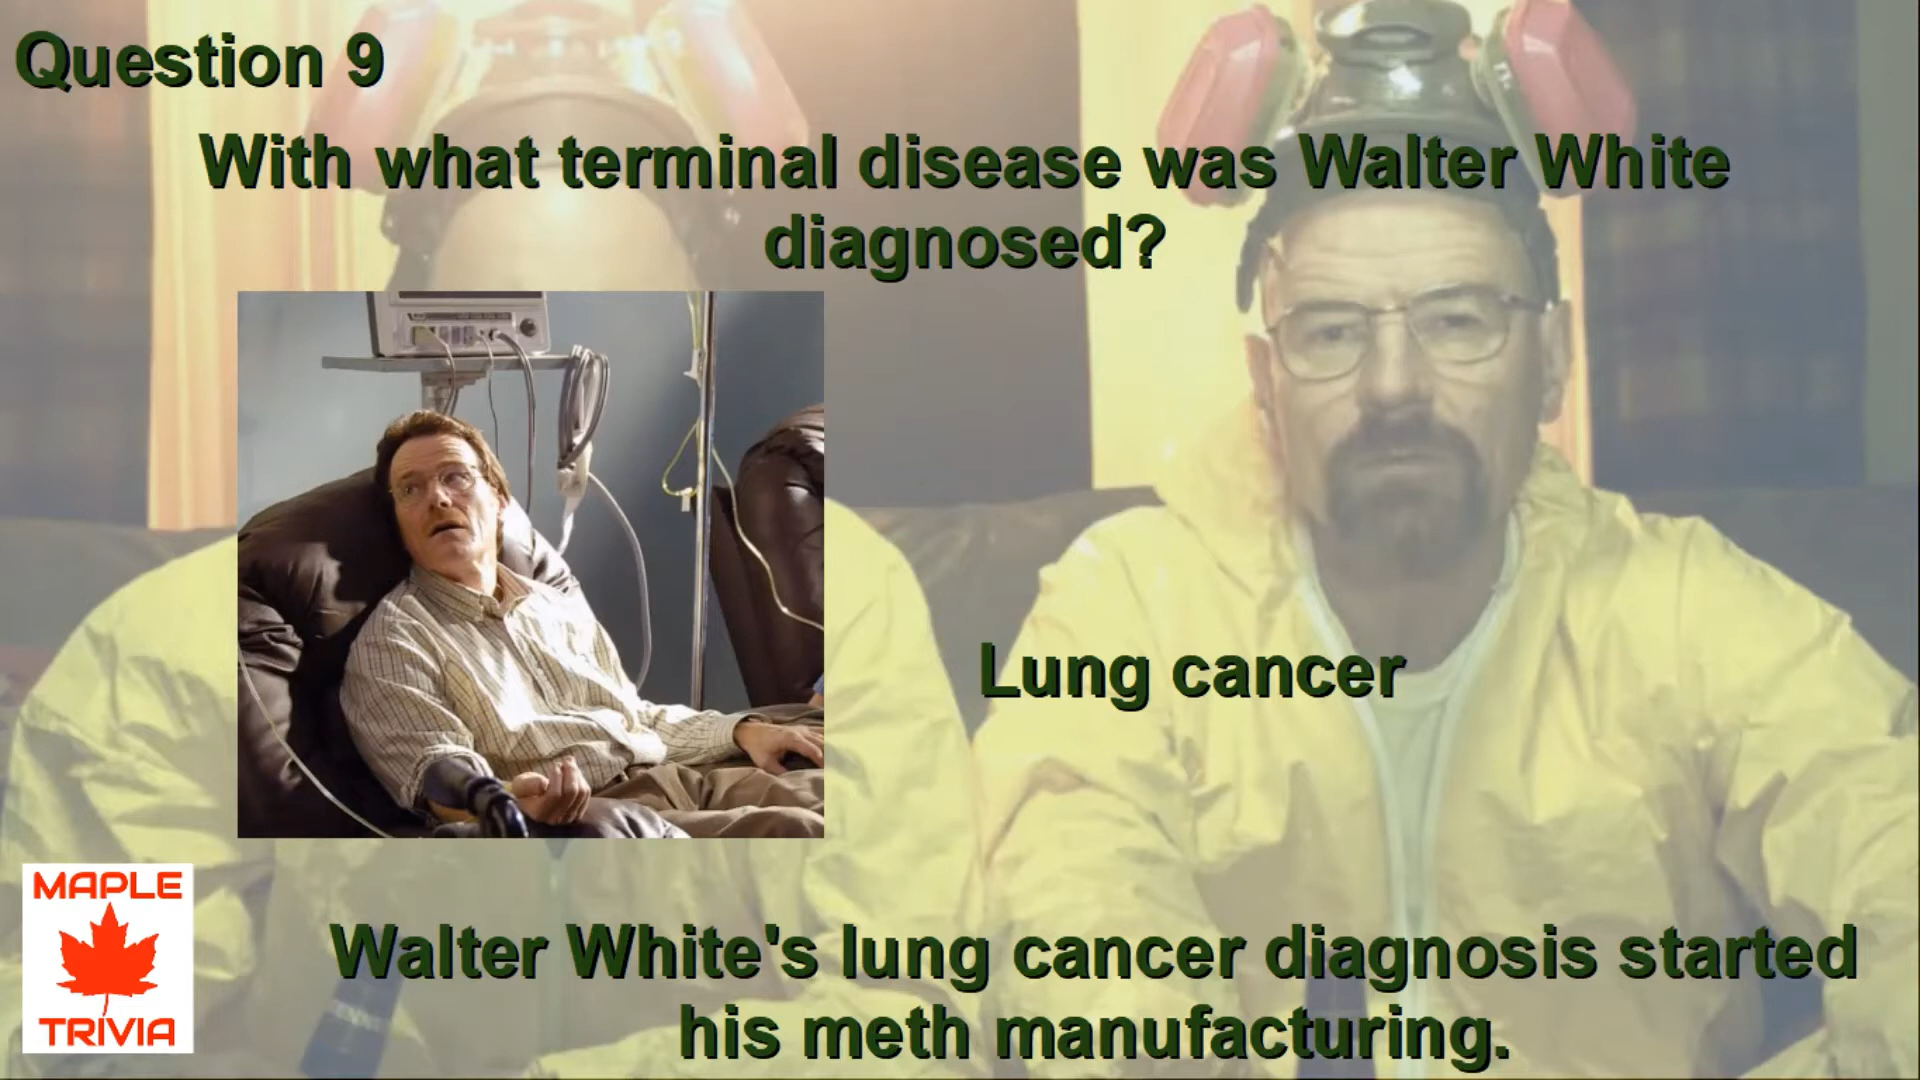 Question 9
With what terminal disease was Walter White
diagnosed?
Lung cancer
MAPLE
TRIVIA
Walter White's lung cancer diagnosis started
his meth manufacturing.